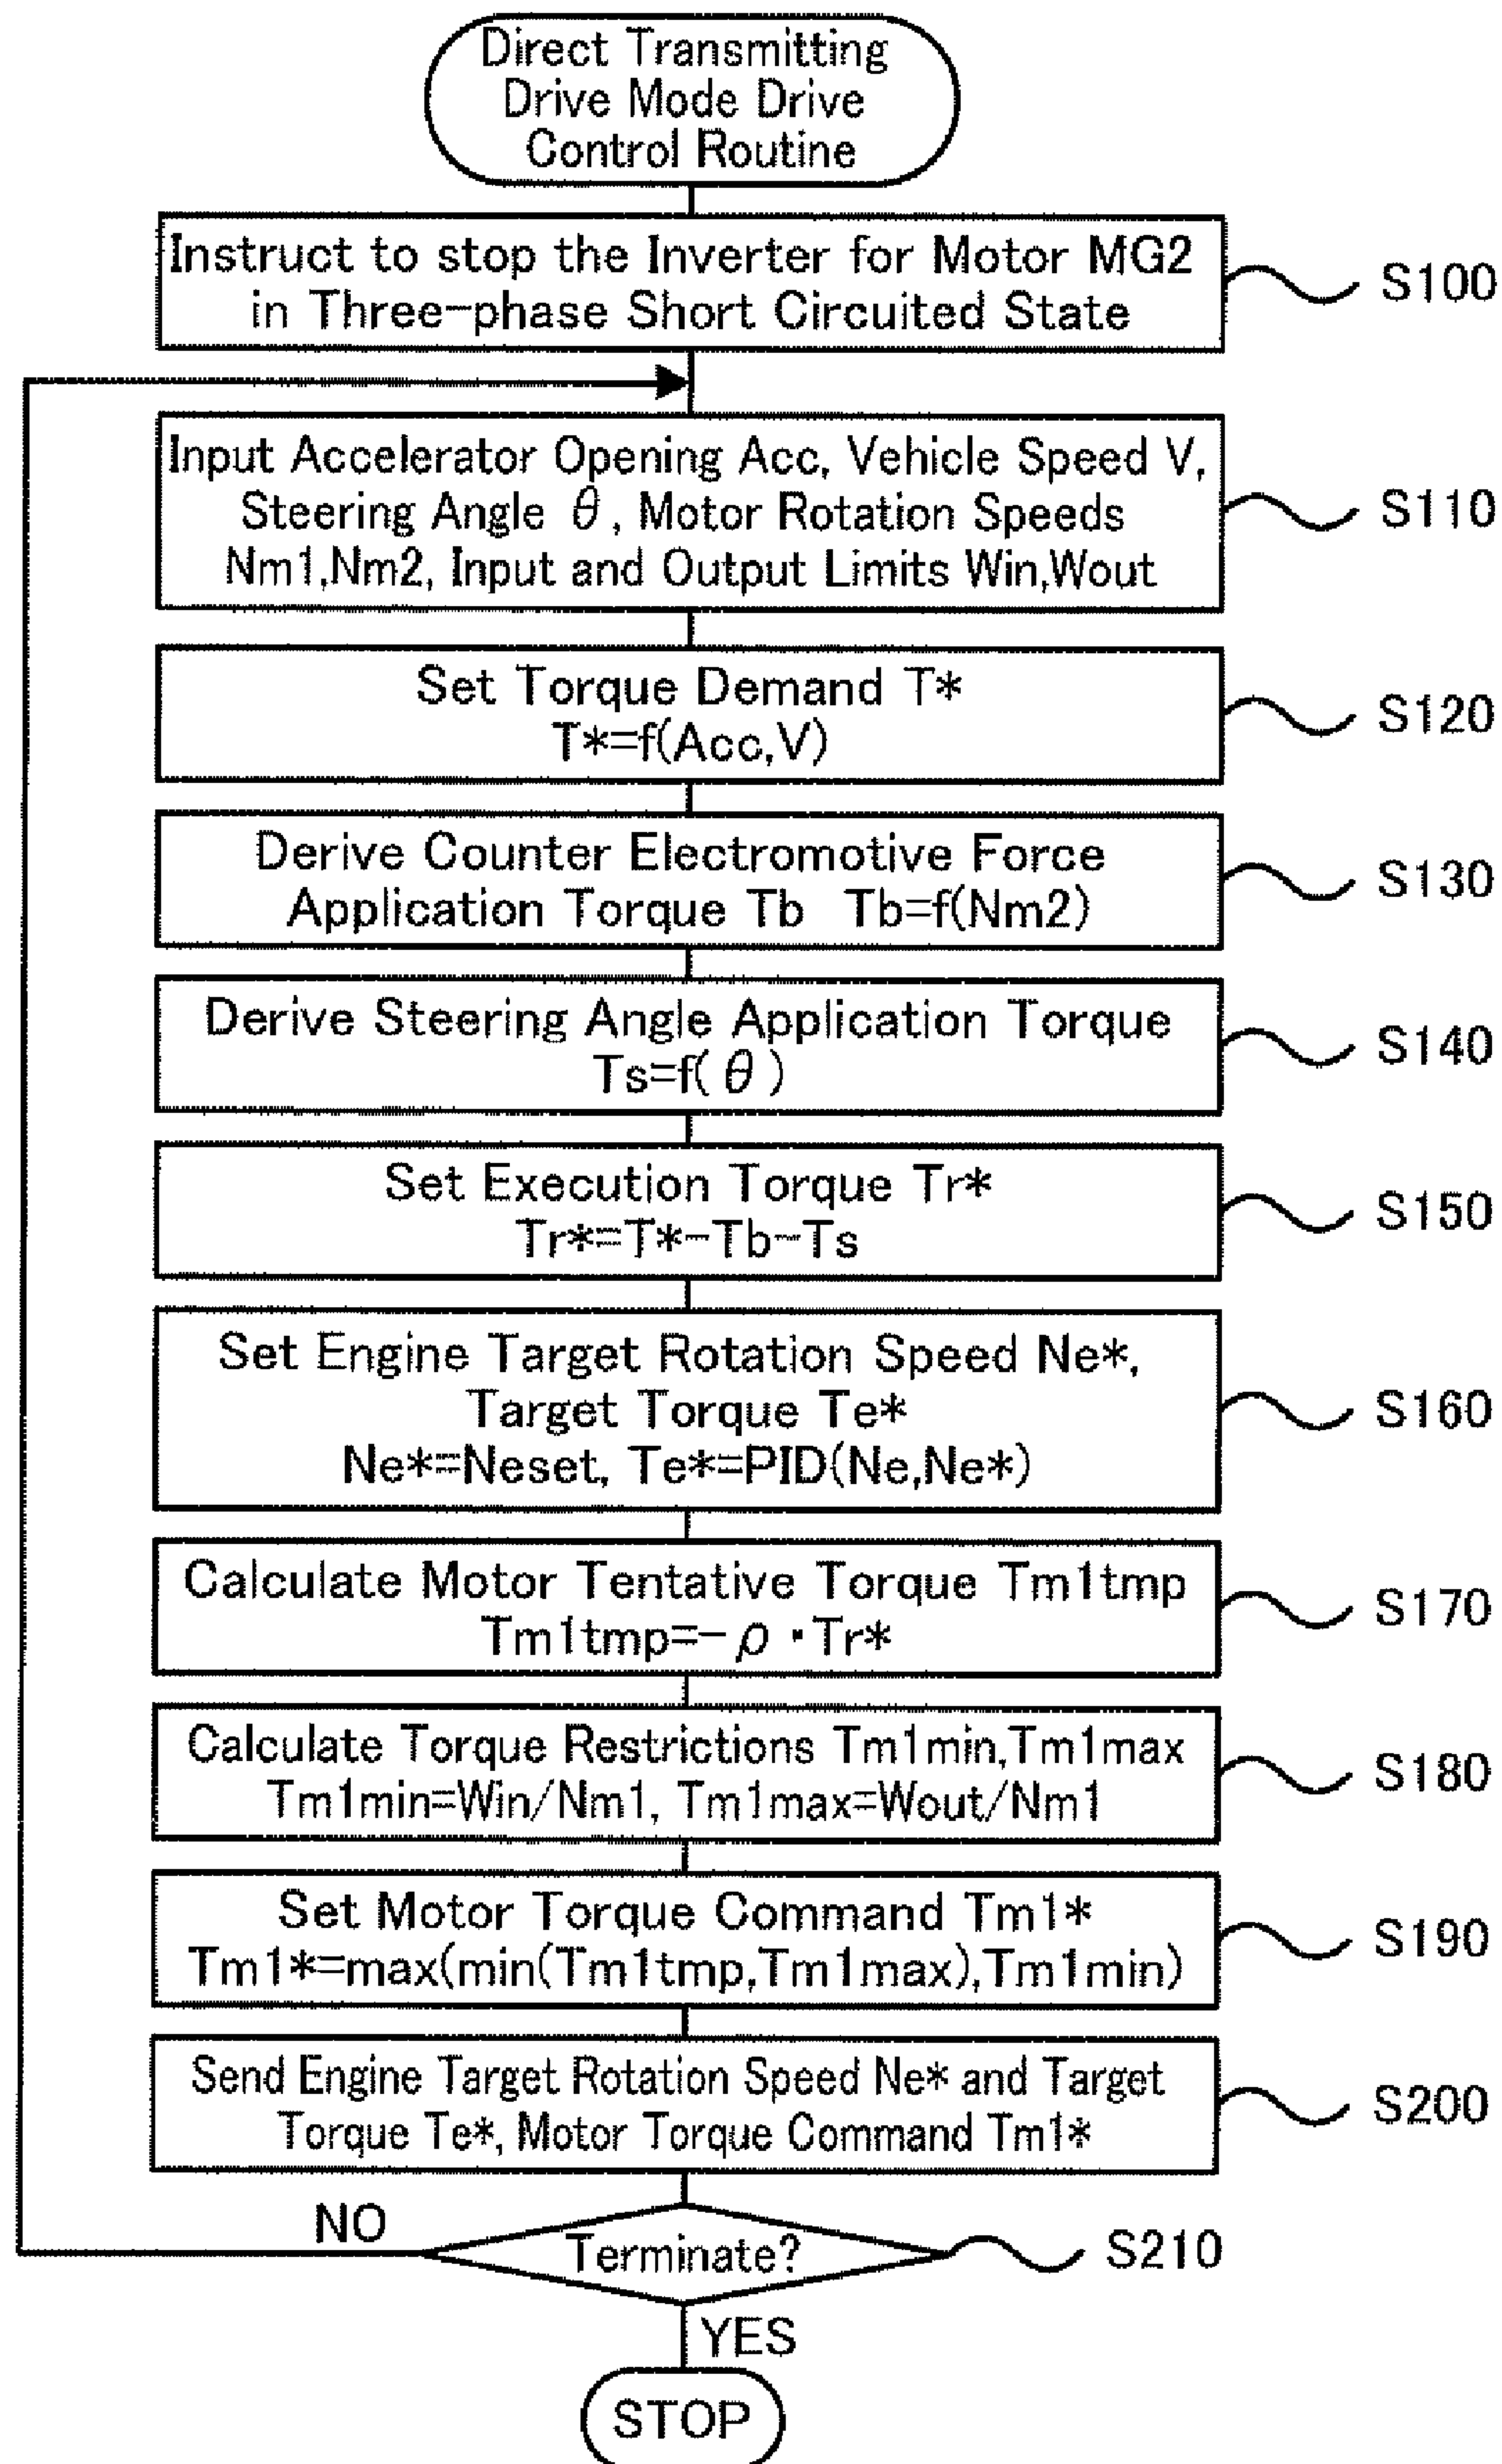 Direct Transmitting
Drive Mode Drive
Control Routine
Instruct to stop the Inverter for Motor MG2
in Three-phase Short Circuited State
S100
Input Accelerator Opening Acc, Vehicle Speed V,
Steering Angle θ, Motor Rotation Speeds
Nm1,Nm2, Input and Output Limits Win,Wout
S110
Set Torque Demand T*
T*=f(Acc,V)
S120
Derive Counter Electromotive Force
Application Torque Tb Tb=f(Nm2)
S130
Derive Steering Angle Application Torque
Ts=f(θ)
S140
Set Execution Torque Tr*
Tr*=T*-Tb-Ts
S150
Set Engine Target Rotation Speed Ne*,
Target Torque Te*
Ne*=Neset, Te*=PID(Ne,Ne*)
S160
Calculate Motor Tentative Torque Tm1tmp
Tm1tmp=-ρ・Tr*
S170
Calculate Torque Restrictions Tm1min,Tm1max
Tm1min=Win/Nm1, Tm1max=Wout/Nm1
S180
Set Motor Torque Command Tm1*
Tm1*=max(min(Tm1tmp,Tm1max),Tm1min)
S190
Send Engine Target Rotation Speed Ne* and Target
Torque Te*, Motor Torque Command Tm1*
S200
NO
Terminate?
S210
YES
STOP